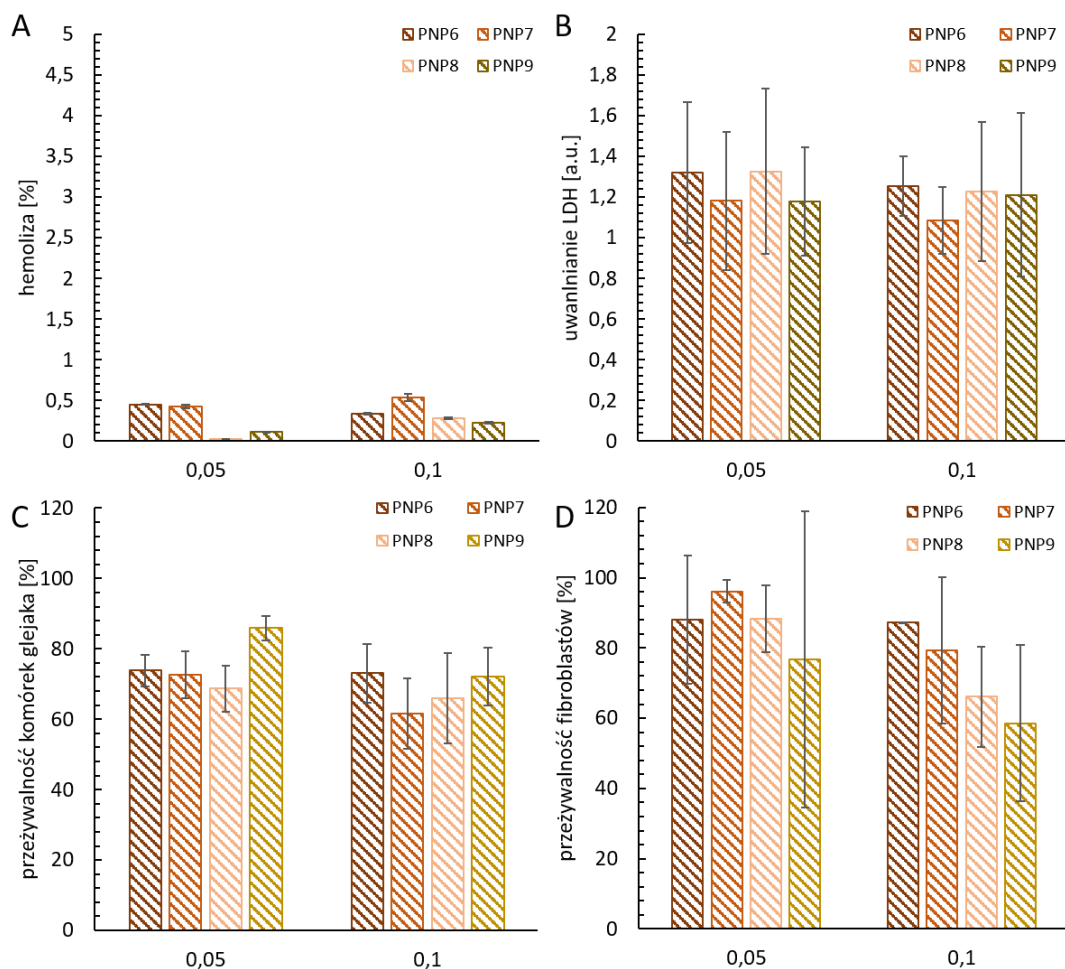 A
hemoliza [%]
5
4,5
4
3,5
3
2,5
2
1,5
1
0,5
0
PNP6 PNP7
PNP8 PNP9
0,05 0,1
B
uwanlnianie LDH [a.u.]
2
1,8
1,6
1,4
1,2
1
0,8
0,6
0,4
0,2
0
PNP6 PNP7
PNP8 PNP9
0,05 0,1
C
przeżywalność komórek glejaka [%]
120
100
80
60
40
20
0
PNP6 PNP7
PNP8 PNP9
0,05 0,1
D
przeżywalność fibroblastów [%]
120
100
80
60
40
20
0
PNP6 PNP7
PNP8 PNP9
0,05 0,1